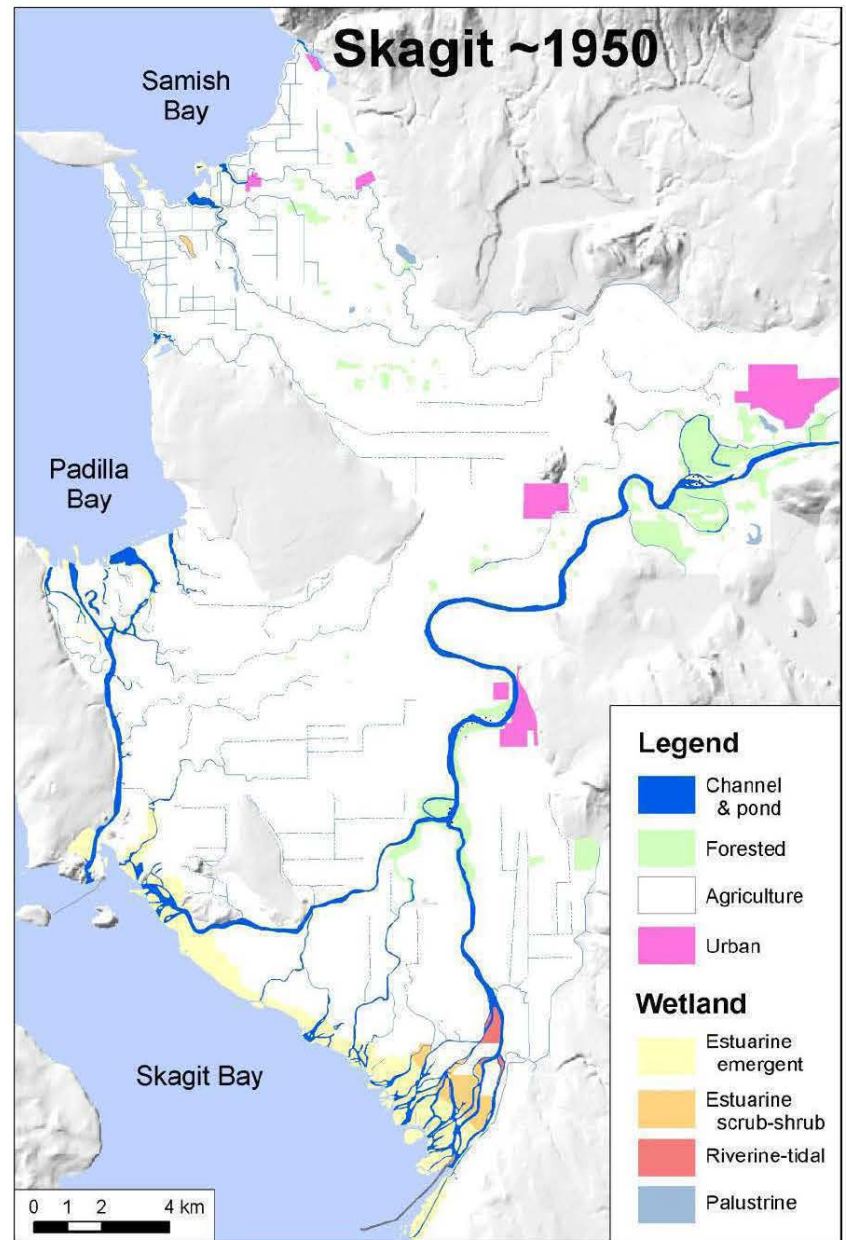 Skagit ~1950
Samish
Bay
Padilla
Bay
Skagit Bay
Legend
Channel
& pond
Forested
Agriculture
Urban
Wetland
Estuarine
emergent
Estuarine
scrub-shrub
Riverine-tidal
Palustrine
0 1 2 4 km